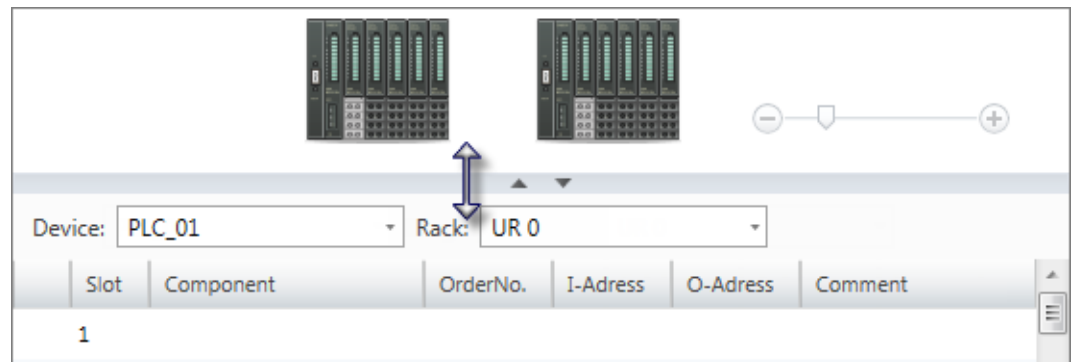 Device: PLC_01 Rack: UR 0
Slot Component OrderNo. I-Adress O-Adress Comment
1